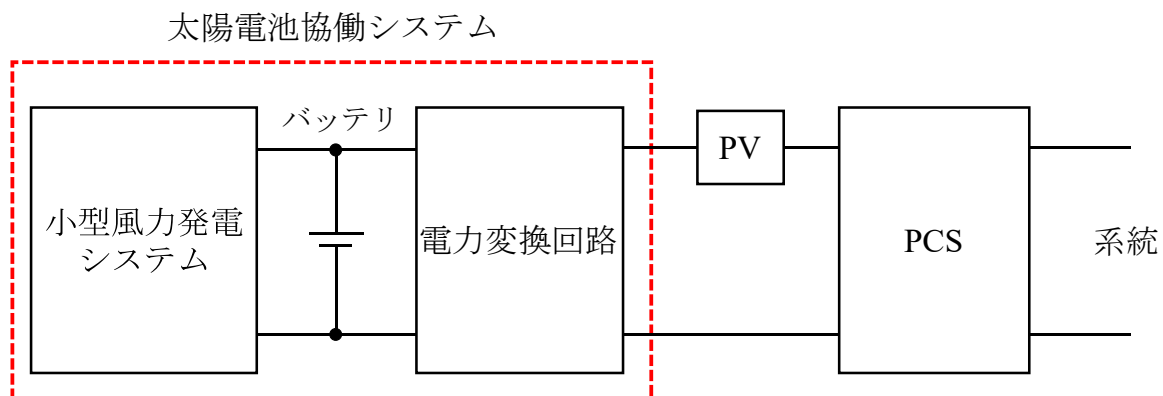 太陽電池協働システム
バッテリ
小型風力発電
システム
電力変換回路
PV
PCS
系統